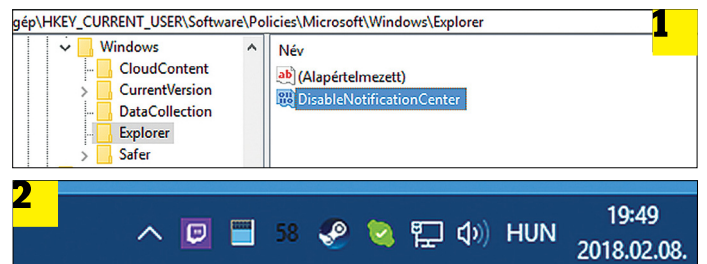 gép\HKEY_CURRENT_USER\Software\Policies\Microsoft\Windows\Explorer
1
Windows
CloudContent
CurrentVersion
DataCollection
Explorer
Safer
Név
ab (Alapértelmezett)
DisableNotificationCenter
2
58
HUN
19:49
2018.02.08.